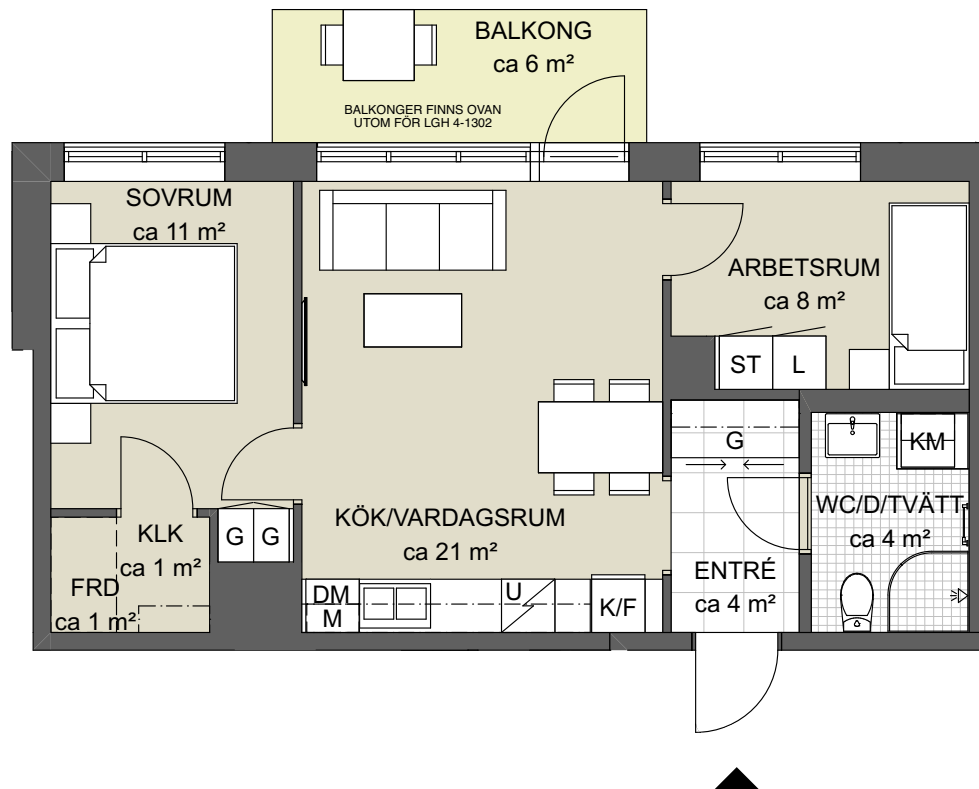 BALKONG
ca 6 m²
BALKONGER FINNS OVAN
UTOM FÖR LGH 4-1302
SOVRUM
ca 11 m²
ARBETSRUM
ca 8 m²
ST
L
G
KM
KÖK/VARDAGSRUM
ca 21 m²
WC/D/TVÄTT
ca 4 m²
KLK
ca 1 m²
G
G
FRD
ca 1 m²
ENTRÉ
ca 4 m²
DM
M
U
K/F